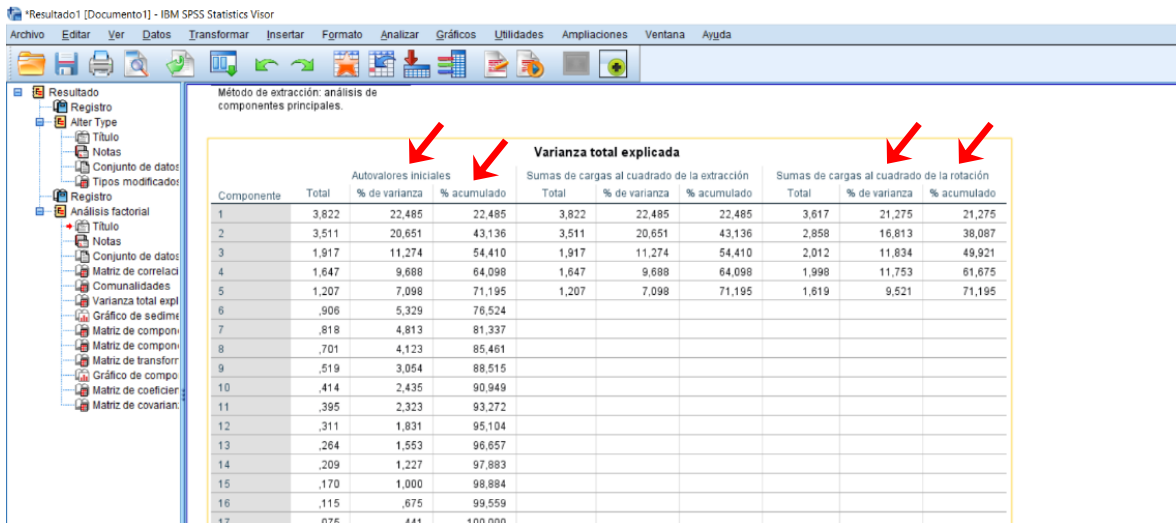 *Resultado1 [Documento1] - IBM SPSS Statistics Visor
Archivo Editar Ver Datos Transformar Insertar Formato Analizar Gráficos Utilidades Ampliaciones Ventana Ayuda
Resultado
Registro
Alter Type
Título
Notas
Conjunto de datos
Tipos modificados
Registro
Análisis factorial
Título
Notas
Conjunto de datos
Matriz de correlaci
Comunalidades
Varianza total expl
Gráfico de sedime
Matriz de compon
Matriz de compon
Matriz de transforr
Gráfico de compo
Matriz de coeficier
Matriz de covarian
Método de extracción: análisis de
componentes principales.
Varianza total explicada
Autovalores iniciales Sumas de cargas al cuadrado de la extracción Sumas de cargas al cuadrado de la rotación
Componente Total % de varianza % acumulado Total % de varianza % acumulado Total % de varianza % acumulado
1 3,822 22,485 22,485 3,822 22,485 22,485 3,617 21,275 21,275
2 3,511 20,651 43,136 3,511 20,651 43,136 2,858 16,813 38,087
3 1,917 11,274 54,410 1,917 11,274 54,410 2,012 11,834 49,921
4 1,647 9,688 64,098 1,647 9,688 64,098 1,998 11,753 61,675
5 1,207 7,098 71,195 1,207 7,098 71,195 1,619 9,521 71,195
6 ,906 5,329 76,524
7 ,818 4,813 81,337
8 ,701 4,123 85,461
9 ,519 3,054 88,515
10 ,414 2,435 90,949
11 ,395 2,323 93,272
12 ,311 1,831 95,104
13 ,264 1,553 96,657
14 ,209 1,227 97,883
15 ,170 1,000 98,884
16 ,115 ,675 99,559
17 ,075 ,441 100,000